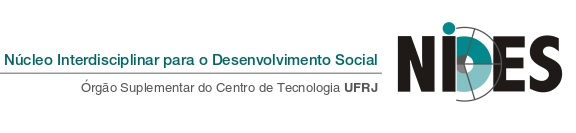 Núcleo Interdisciplinar para o Desenvolvimento Social
Órgão Suplementar do Centro de Tecnologia UFRJ
NIDES